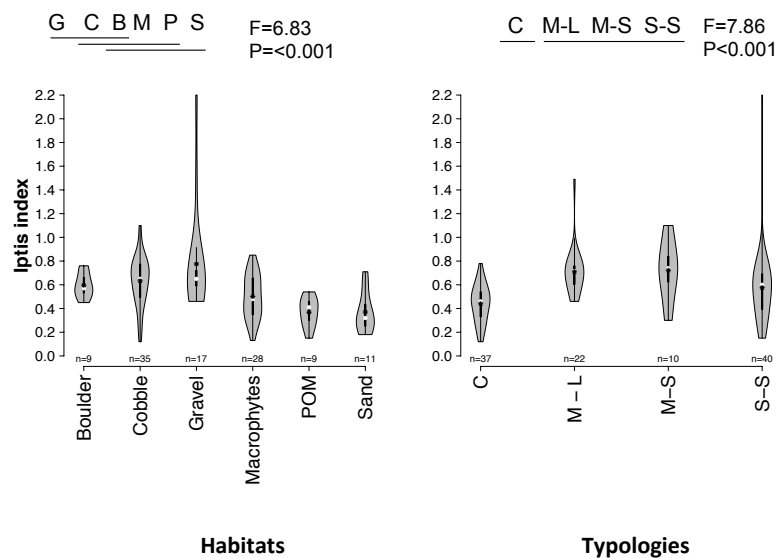 G C B M P S
F=6.83
P=<0.001
Iptis index
2.2
2.0
1.8
1.6
1.4
1.2
1.2
1.0
0.8
0.6
0.4
0.2
0.0
n=9 n=35 n=17 n=28 n=9 n=11
Boulder
Cobble
Gravel
Macrophytes
POM
Sand
Habitats
C M-L M-S S-S
F=7.86
P<0.001
2.2
2.0
1.8
1.6
1.4
1.2
1.0
0.8
0.6
0.4
0.2
0.0
n=37 n=22 n=10 n=40
C
M – L
M–S
S–S
Typologies